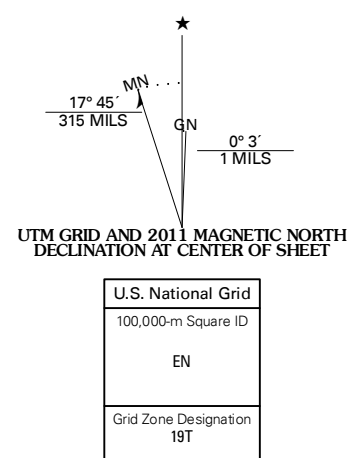 ★
MN
17° 45´
315 MILS
GN
0° 3´
1 MILS
UTM GRID AND 2011 MAGNETIC NORTH
DECLINATION AT CENTER OF SHEET
U.S. National Grid
100,000-m Square ID
EN
Grid Zone Designation
19T